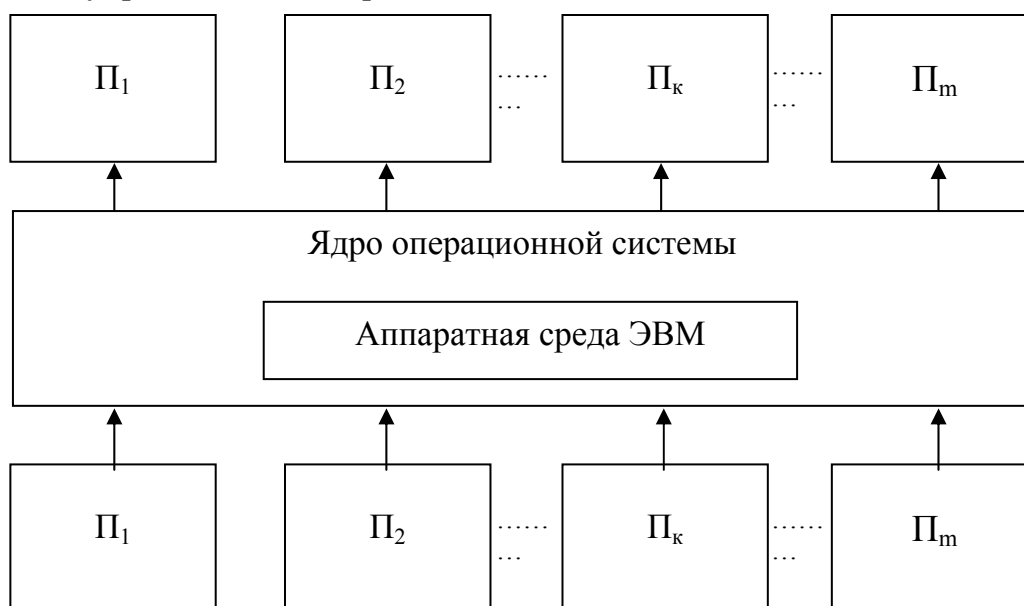 П1 П2 ...... ... Пк ...... ... Пm
Ядро операционной системы
Аппаратная среда ЭВМ
П1 П2 ...... ... Пк ...... ... Пm